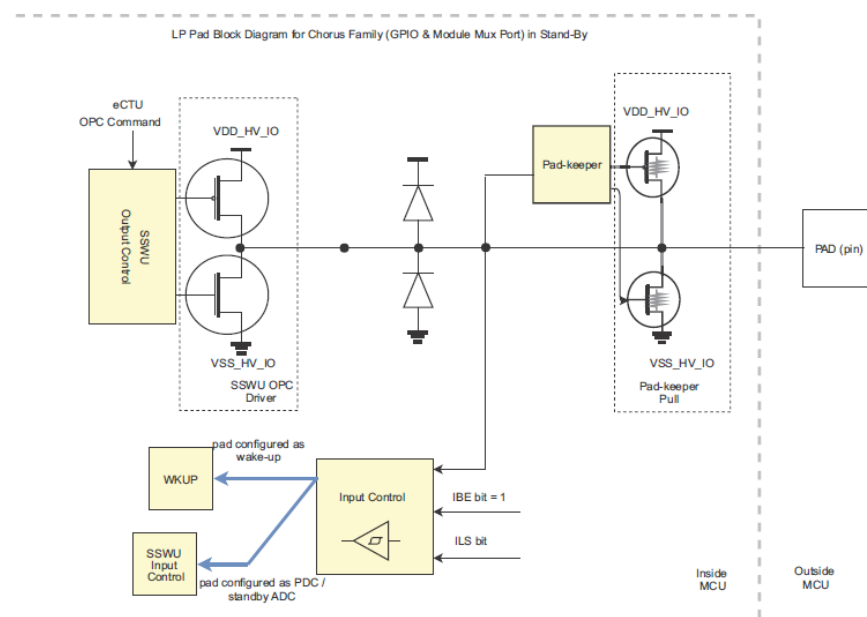 LP Pad Block Diagram for Chorus Family (GPIO & Module Mux Port) in Stand-By
eCTU
OPC Command
VDD_HV_IO
VDD_HV_IO
Pad-keeper
SSWU
Output Control
PAD (pin)
VSS_HV_IO
VSS_HV_IO
SSWU OPC
Driver
Pad-keeper
Pull
pad configured as
wake-up
WKUP
Input Control
IBE bit = 1
ILS bit
SSWU
Input
Control
pad configured as PDC /
standby ADC
Inside
MCU
Outside
MCU